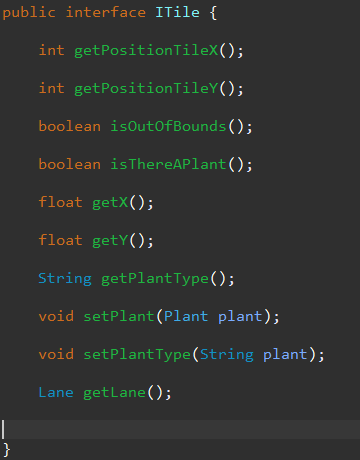 public interface ITile {
int getPositionTileX();
int getPositionTileY();
boolean isOutOfBounds();
boolean isThereAPlant();
float getX();
float getY();
String getPlantType();
void setPlant(Plant plant);
void setPlantType(String plant);
Lane getLane();
}